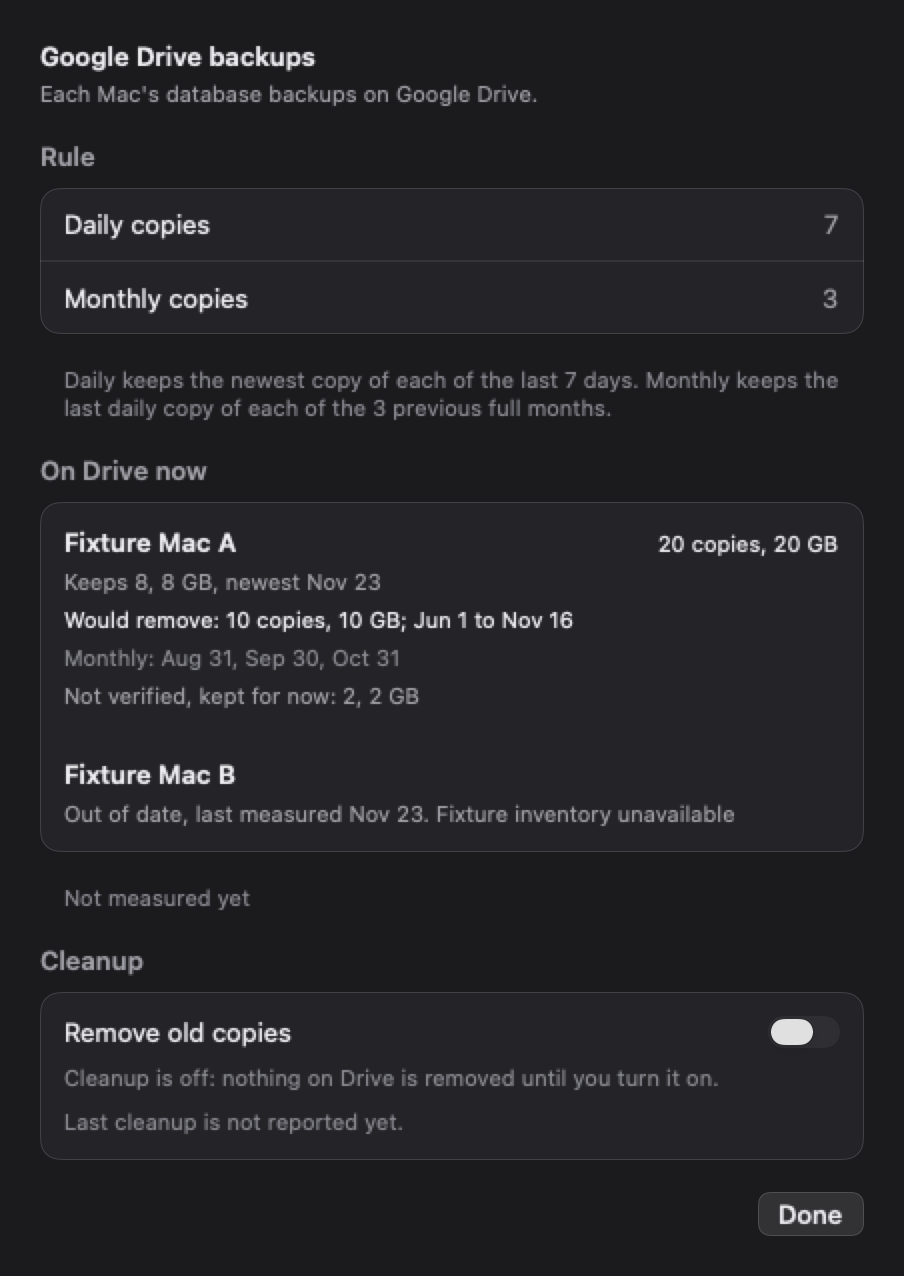 Google Drive backups
Each Mac's database backups on Google Drive.
Rule
Daily copies 7
Monthly copies 3
Daily keeps the newest copy of each of the last 7 days. Monthly keeps the
last daily copy of each of the 3 previous full months.
On Drive now
Fixture Mac A 20 copies, 20 GB
Keeps 8, 8 GB, newest Nov 23
Would remove: 10 copies, 10 GB; Jun 1 to Nov 16
Monthly: Aug 31, Sep 30, Oct 31
Not verified, kept for now: 2, 2 GB
Fixture Mac B
Out of date, last measured Nov 23. Fixture inventory unavailable
Not measured yet
Cleanup
Remove old copies
Cleanup is off: nothing on Drive is removed until you turn it on.
Last cleanup is not reported yet.
Done